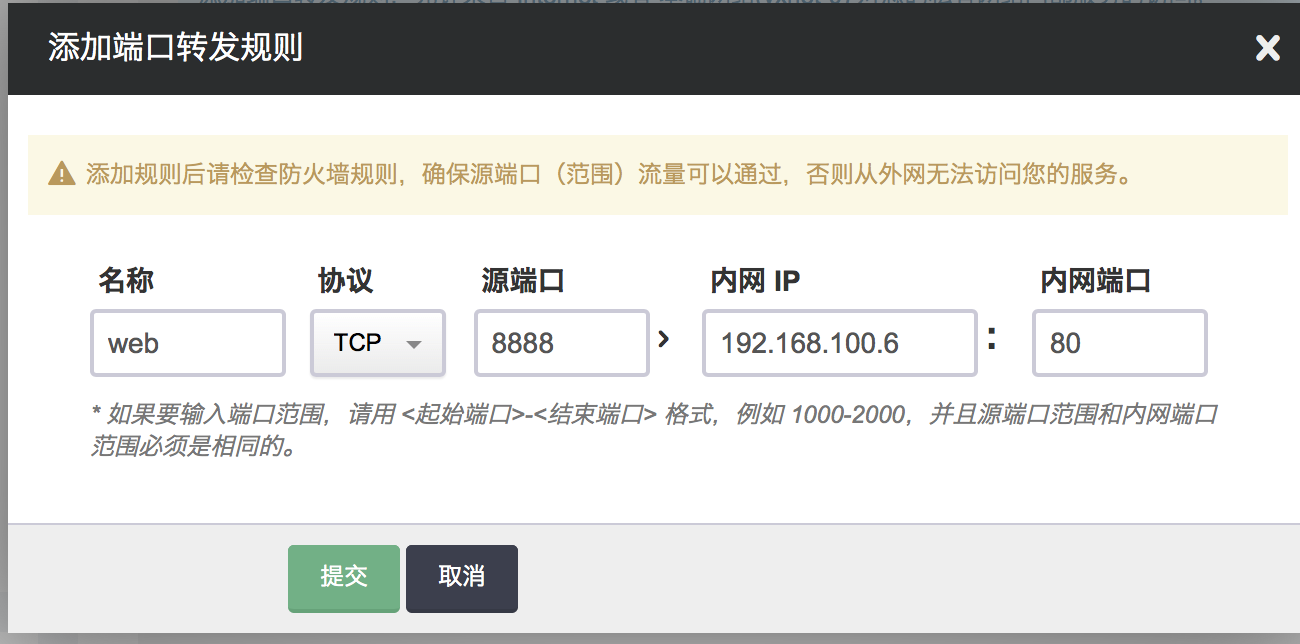 添加端口转发规则
添加规则后请检查防火墙规则，确保源端口（范围）流量可以通过，否则从外网无法访问您的服务。
名称 协议 源端口 内网 IP 内网端口
web TCP 8888 > 192.168.100.6 : 80
* 如果要输入端口范围，请用 <起始端口>-<结束端口> 格式，例如 1000-2000，并且源端口范围和内网端口
范围必须是相同的。
提交 取消